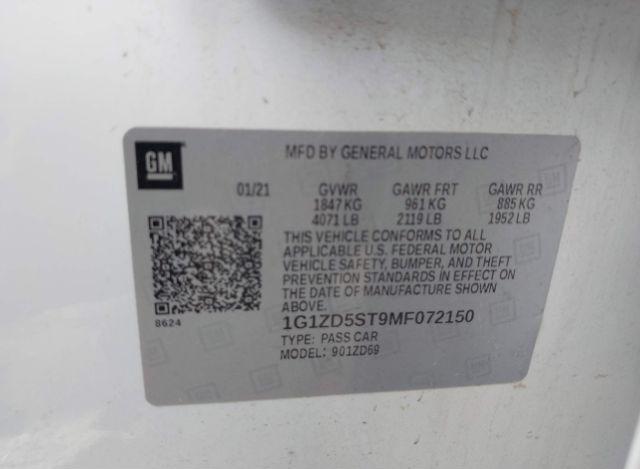 GM
MFD BY GENERAL MOTORS LLC
01/21 GVWR GAWR FRT GAWR RR
1847 KG 961 KG 885 KG
4071 LB 2119 LB 1952 LB
THIS VEHICLE CONFORMS TO ALL
APPLICABLE U.S. FEDERAL MOTOR
VEHICLE SAFETY, BUMPER, AND THEFT
PREVENTION STANDARDS IN EFFECT ON
THE DATE OF MANUFACTURE SHOWN
ABOVE.
8624
1G1ZD5ST9MF072150
TYPE: PASS CAR
MODEL: 901ZD69